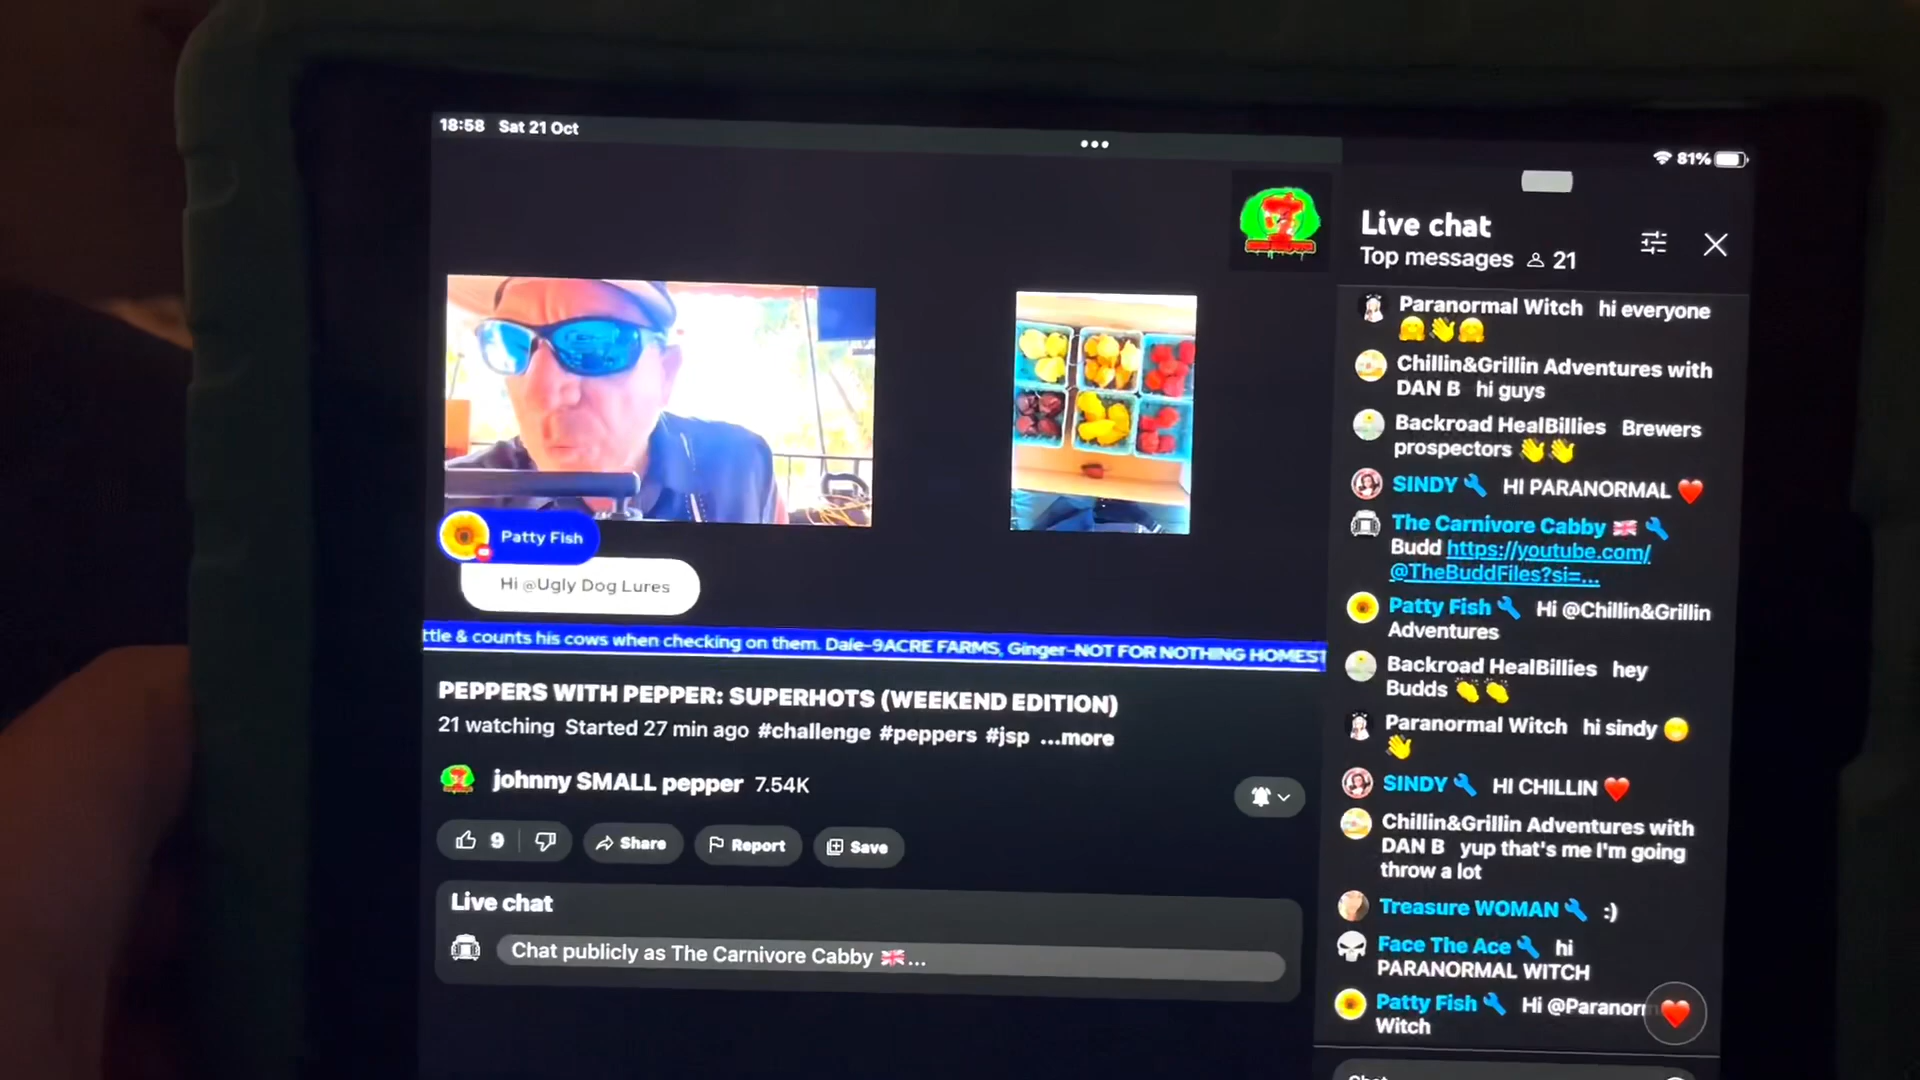 18:58 Sat 21 Oct
81%
Live chat
Top messages 21
Paranormal Witch hi everyone
🤗👋🤗
Chillin&Grillin Adventures with
DAN B hi guys
Backroad HealBillies Brewers
prospectors 👋👋
SINDY HI PARANORMAL ❤️
The Carnivore Cabby 🇬🇧
Budd https://youtube.com/
@TheBuddFiles?si=...
Patty Fish Hi @Chillin&Grillin
Adventures
Backroad HealBillies hey
Budds 👏👏
Paranormal Witch hi sindy
👋
SINDY HI CHILLIN ❤️
Chillin&Grillin Adventures with
DAN B yup that's me I'm going
throw a lot
Treasure WOMAN :)
Face The Ace hi
PARANORMAL WITCH
Patty Fish Hi @Paranorm
Witch
Patty Fish
Hi @Ugly Dog Lures
ttle & counts his cows when checking on them. Dale-9ACRE FARMS, Ginger-NOT FOR NOTHING HOMEST
PEPPERS WITH PEPPER: SUPERHOTS (WEEKEND EDITION)
21 watching Started 27 min ago #challenge #peppers #jsp ...more
johnny SMALL pepper 7.54K
9 Share Report Save
Live chat
Chat publicly as The Carnivore Cabby 🇬🇧...